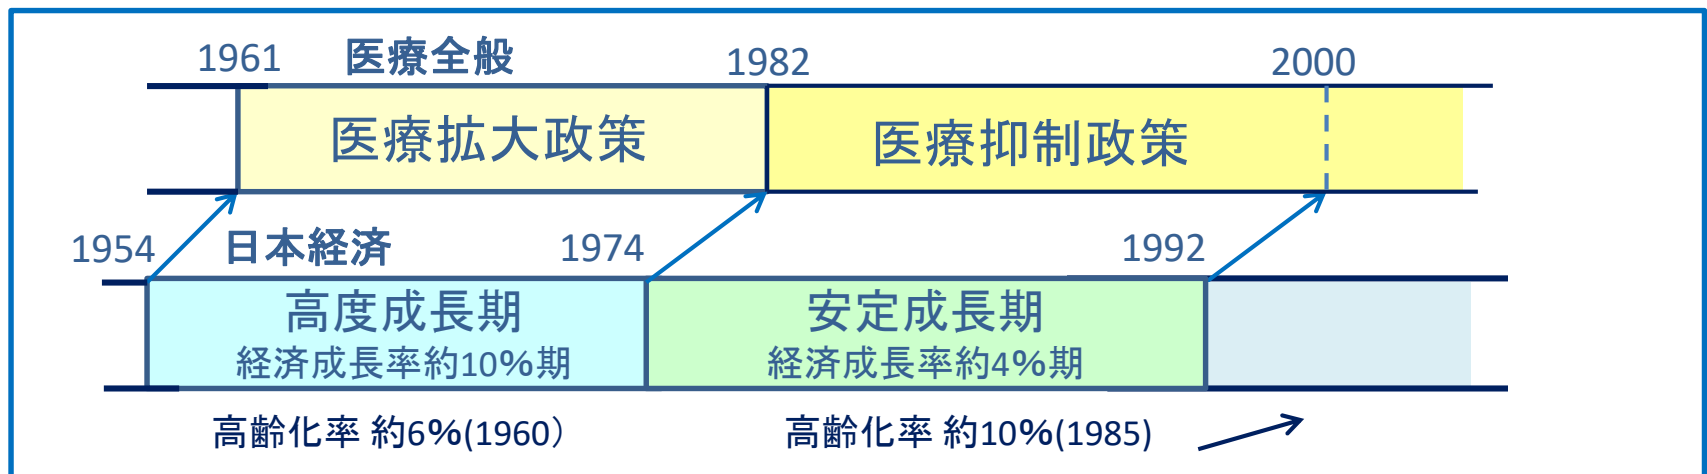 1961 医療全般 1982 2000
医療拡大政策 医療抑制政策
1954 日本経済 1974 1992
高度成長期 安定成長期
経済成長率約10%期 経済成長率約4%期
高齢化率 約6%(1960） 高齢化率 約10%(1985)